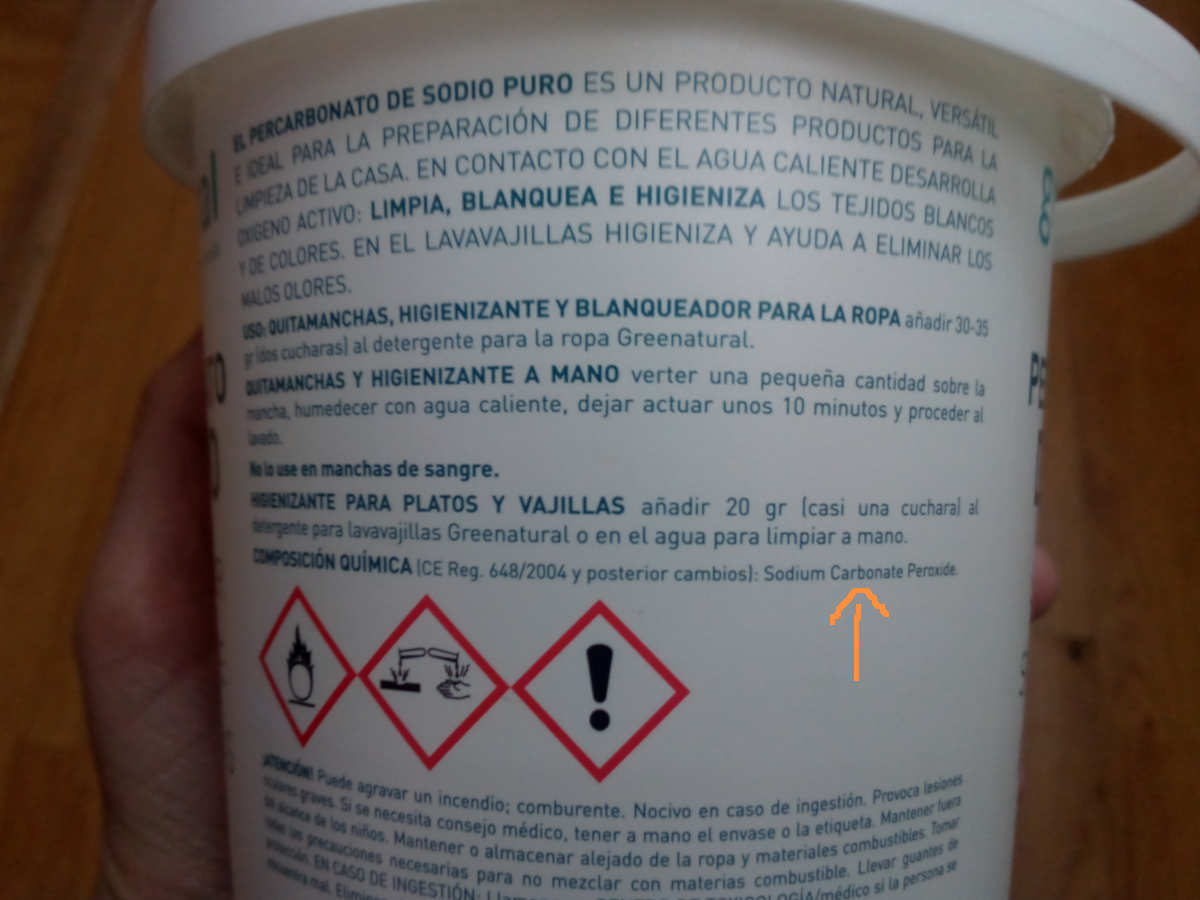 EL PERCARBONATO DE SODIO PURO ES UN PRODUCTO NATURAL, VERSÁTIL
E IDEAL PARA LA PREPARACIÓN DE DIFERENTES PRODUCTOS PARA LA
LIMPIEZA DE LA CASA. EN CONTACTO CON EL AGUA CALIENTE DESARROLLA
OXIGENO ACTIVO: LIMPIA, BLANQUEA E HIGIENIZA LOS TEJIDOS BLANCOS
Y DE COLORES. EN EL LAVAVAJILLAS HIGIENIZA Y AYUDA A ELIMINAR LOS
MALOS OLORES.
USO: QUITAMANCHAS, HIGIENIZANTE Y BLANQUEADOR PARA LA ROPA añadir 30-35
gr (dos cucharas) al detergente para la ropa Greenatural.
QUITAMANCHAS Y HIGIENIZANTE A MANO verter una pequeña cantidad sobre la
mancha, humedecer con agua caliente, dejar actuar unos 10 minutos y proceder al
lavado.
No lo use en manchas de sangre.
HIGIENIZANTE PARA PLATOS Y VAJILLAS añadir 20 gr (casi una cuchara) al
detergente para lavavajillas Greenatural o en el agua para limpiar a mano.
COMPOSICIÓN QUÍMICA (CE Reg. 648/2004 y posterior cambios): Sodium Carbonate Peroxide.
¡ATENCIÓN! Puede agravar un incendio; comburente. Nocivo en caso de ingestión. Provoca lesiones
oculares graves. Si se necesita consejo médico, tener a mano el envase o la etiqueta. Mantener fuera
del alcance de los niños. Mantener o almacenar alejado de la ropa y materiales combustibles. Tomar
todas las precauciones necesarias para no mezclar con materias combustible. Llevar guantes de
protección. EN CASO DE INGESTIÓN: médico si la persona se
encuentra mal.